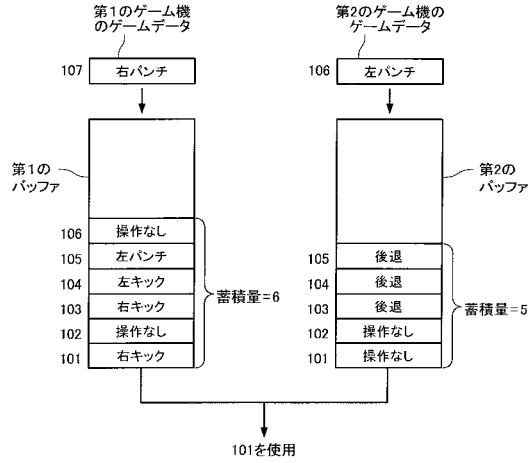 第1のゲーム機
のゲームデータ
107 右パンチ
第1の
バッファ
106 操作なし
105 左パンチ
104 左キック
103 右キック
102 操作なし
101 右キック
蓄積量=6
第2のゲーム機の
ゲームデータ
106 左パンチ
第2の
バッファ
105 後退
104 後退
103 後退
102 操作なし
101 操作なし
蓄積量=5
101を使用